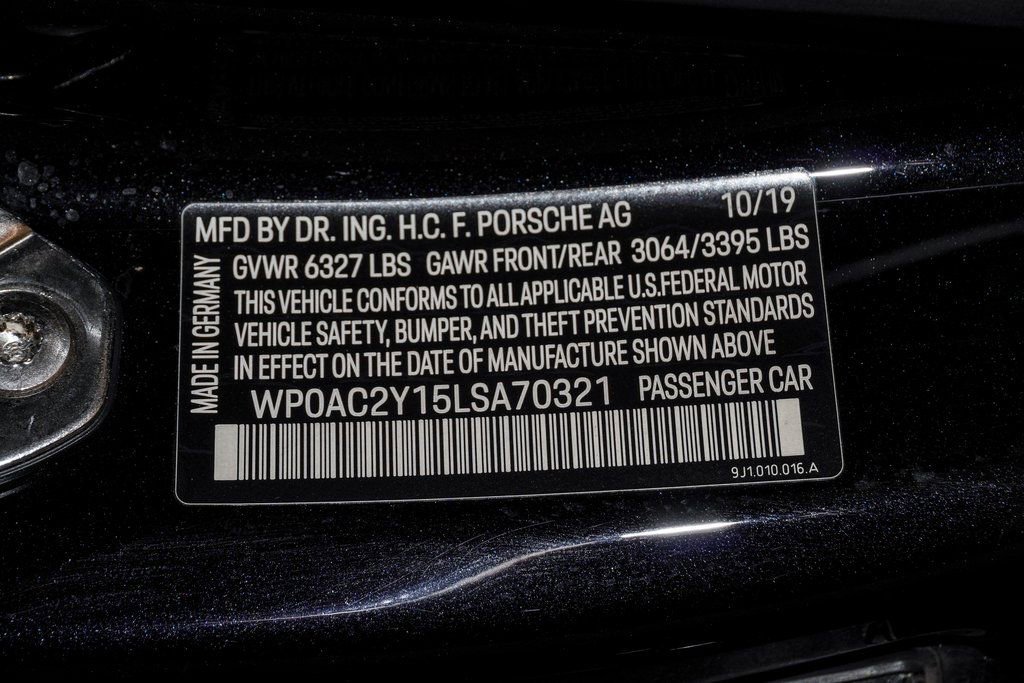 MFD BY DR. ING. H.C. F. PORSCHE AG 10/19
MADE IN GERMANY
GVWR 6327 LBS GAWR FRONT/REAR 3064/3395 LBS
THIS VEHICLE CONFORMS TO ALL APPLICABLE U.S.FEDERAL MOTOR
VEHICLE SAFETY, BUMPER, AND THEFT PREVENTION STANDARDS
IN EFFECT ON THE DATE OF MANUFACTURE SHOWN ABOVE
WP0AC2Y15LSA70321 PASSENGER CAR
9J1.010.016.A